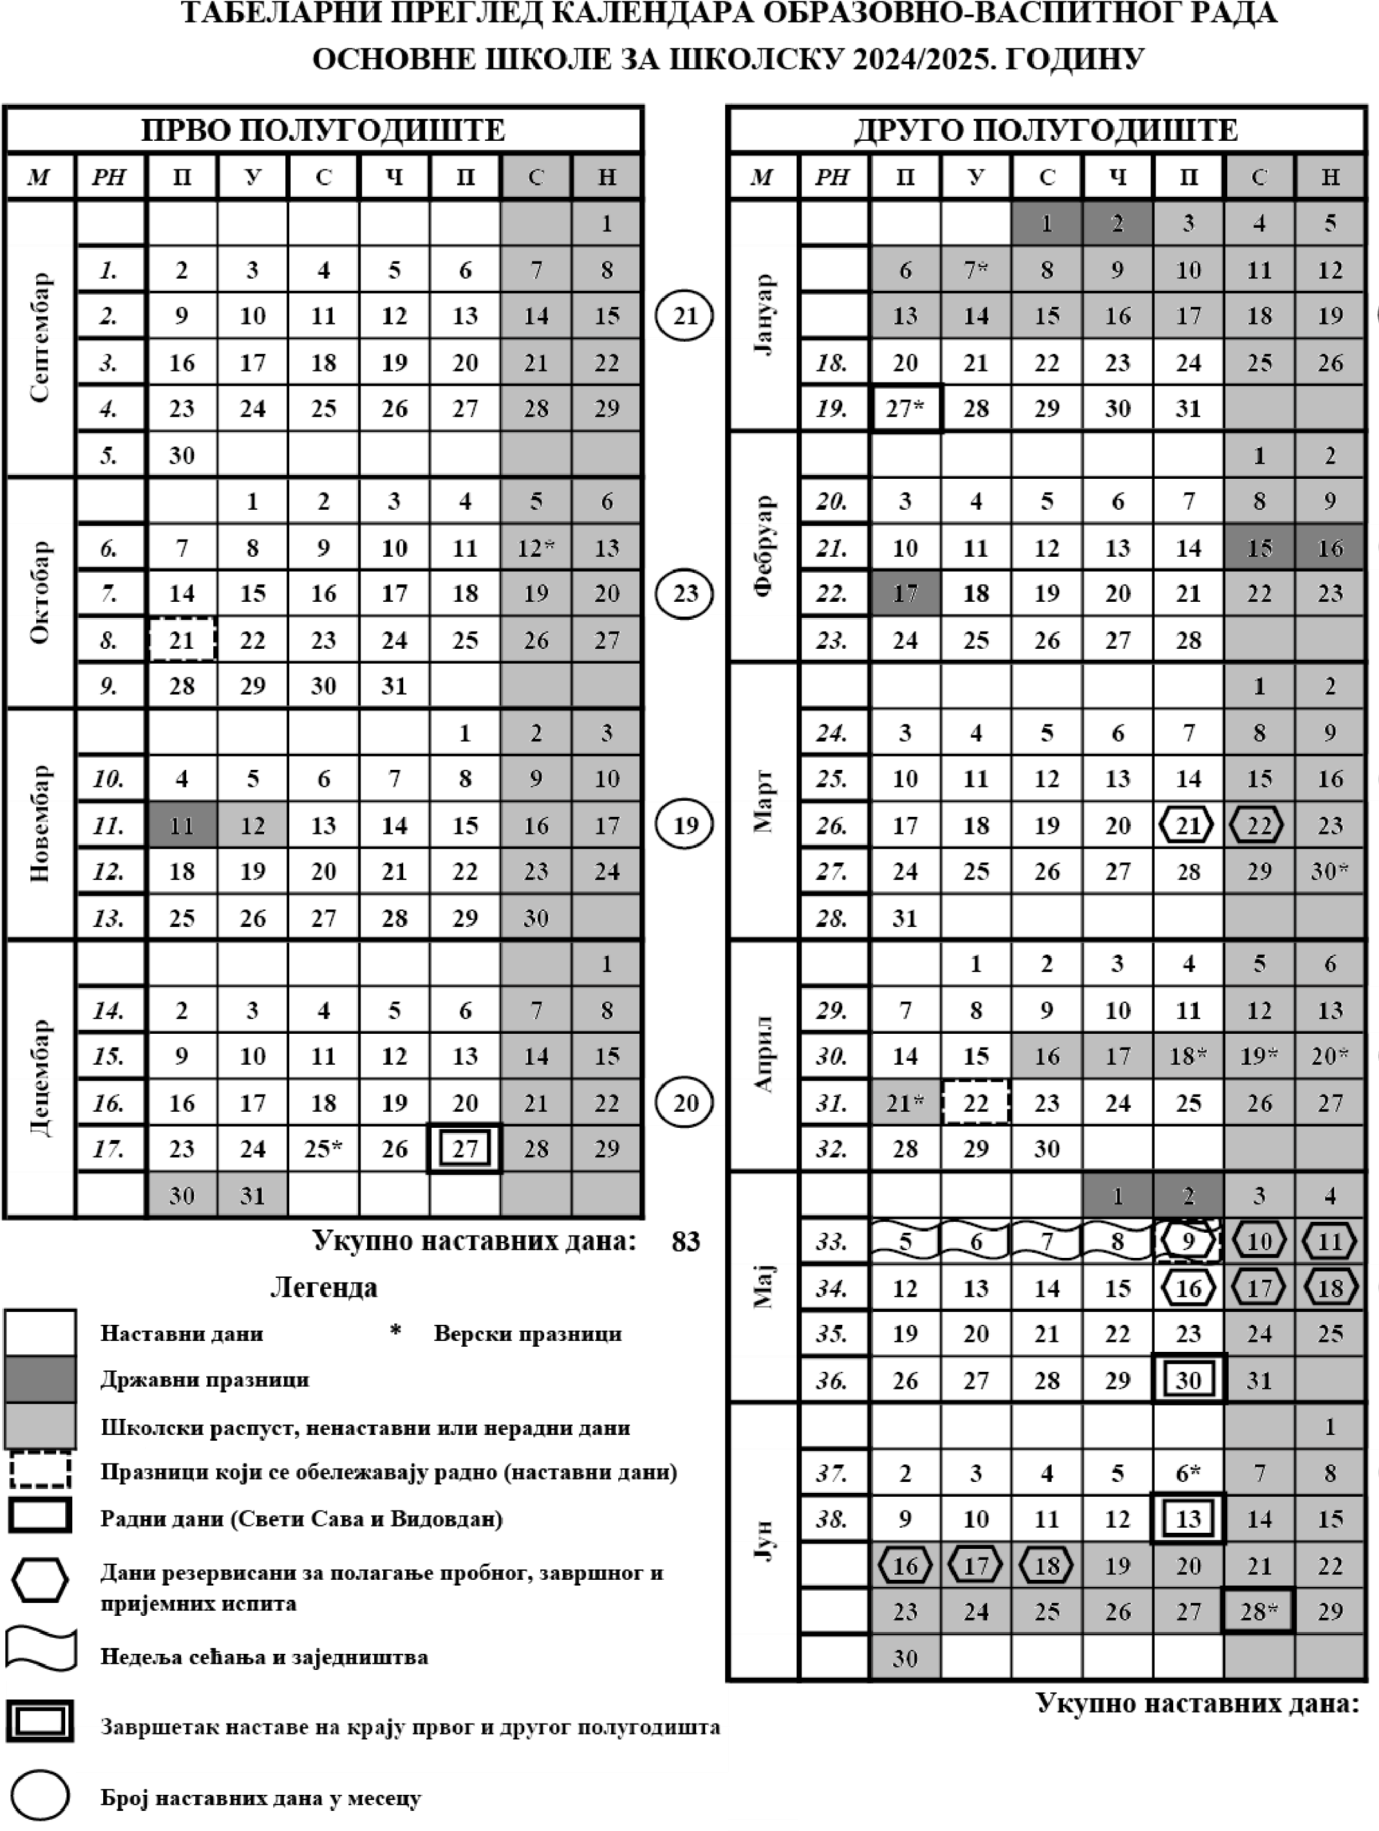 ТАБЕЛАРНИ ПРЕГЛЕД КАЛЕНДАРА ОБРАЗОВНО-ВАСПИТНОГ РАДА
ОСНОВНЕ ШКОЛЕ ЗА ШКОЛСКУ 2024/2025. ГОДИНУ
ПРВО ПОЛУГОДИШТЕ
М РН П У С Ч П С Н
Септембар
1
1. 2 3 4 5 6 7 8
2. 9 10 11 12 13 14 15 21
3. 16 17 18 19 20 21 22
4. 23 24 25 26 27 28 29
5. 30
Октобар
1 2 3 4 5 6
6. 7 8 9 10 11 12* 13
7. 14 15 16 17 18 19 20 23
8. 21 22 23 24 25 26 27
9. 28 29 30 31
Новембар
1 2 3
10. 4 5 6 7 8 9 10
11. 11 12 13 14 15 16 17 19
12. 18 19 20 21 22 23 24
13. 25 26 27 28 29 30
Децембар
1
14. 2 3 4 5 6 7 8
15. 9 10 11 12 13 14 15
16. 16 17 18 19 20 21 22 20
17. 23 24 25* 26 27 28 29
30 31
Укупно наставних дана: 83
Легенда
Наставни дани * Верски празници
Државни празници
Школски распуст, ненаставни или нерадни дани
Празници који се обележавају радно (наставни дани)
Радни дани (Свети Сава и Видовдан)
Дани резервисани за полагање пробног, завршног и
пријемних испита
Недеља сећања и заједништва
Завршетак наставе на крају првог и другог полугодишта
Број наставних дана у месецу
ДРУГО ПОЛУГОДИШТЕ
М РН П У С Ч П С Н
Јануар
1 2 3 4 5
6 7* 8 9 10 11 12
13 14 15 16 17 18 19
18. 20 21 22 23 24 25 26
19. 27* 28 29 30 31
Фебруар
1 2
20. 3 4 5 6 7 8 9
21. 10 11 12 13 14 15 16
22. 17 18 19 20 21 22 23
23. 24 25 26 27 28
Март
1 2
24. 3 4 5 6 7 8 9
25. 10 11 12 13 14 15 16
26. 17 18 19 20 21 22 23
27. 24 25 26 27 28 29 30*
28. 31
Април
1 2 3 4 5 6
29. 7 8 9 10 11 12 13
30. 14 15 16 17 18* 19* 20*
31. 21* 22 23 24 25 26 27
32. 28 29 30
Мај
1 2 3 4
33. 5 6 7 8 9 10 11
34. 12 13 14 15 16 17 18
35. 19 20 21 22 23 24 25
36. 26 27 28 29 30 31
Јун
1
37. 2 3 4 5 6* 7 8
38. 9 10 11 12 13 14 15
16 17 18 19 20 21 22
23 24 25 26 27 28* 29
30
Укупно наставних дана: